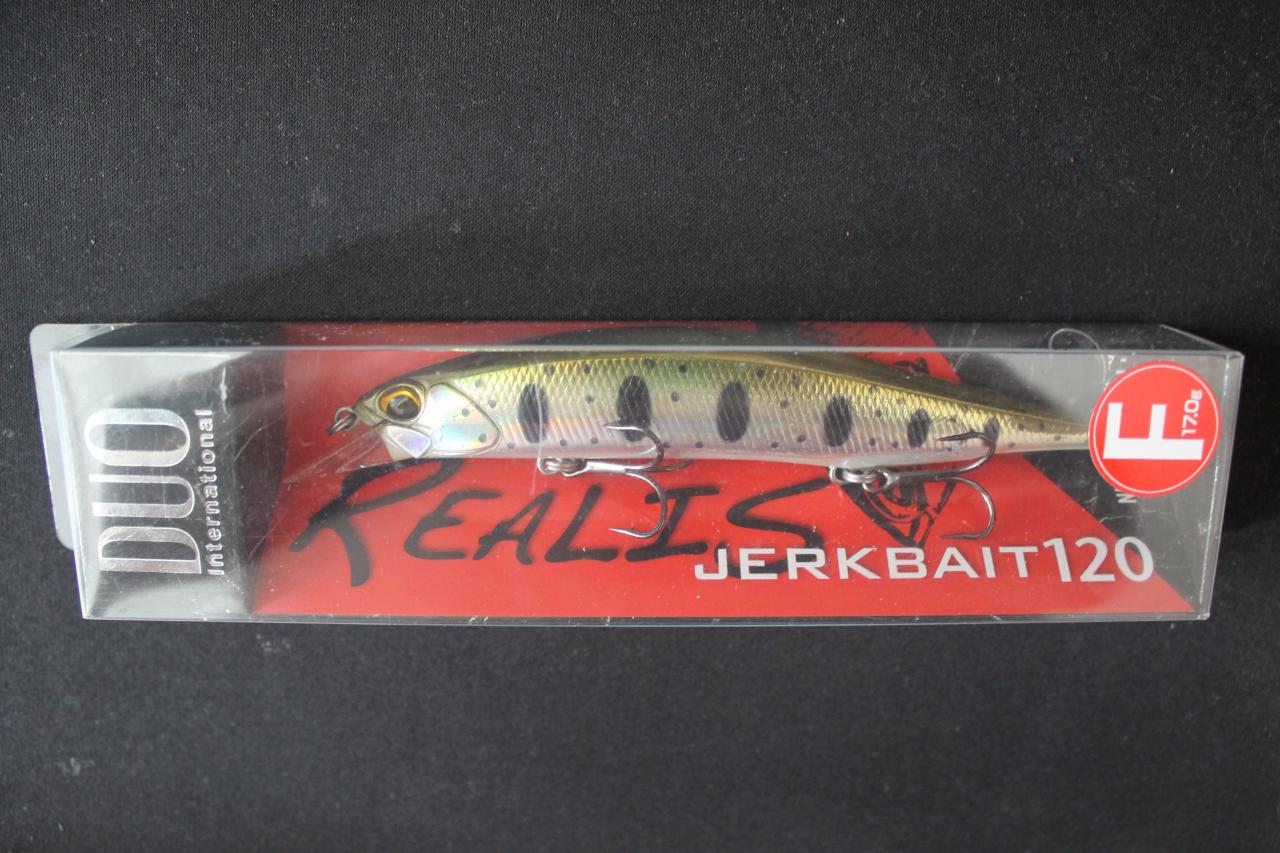 DUO
International
REALIS
JERKBAIT120
F
17.0g